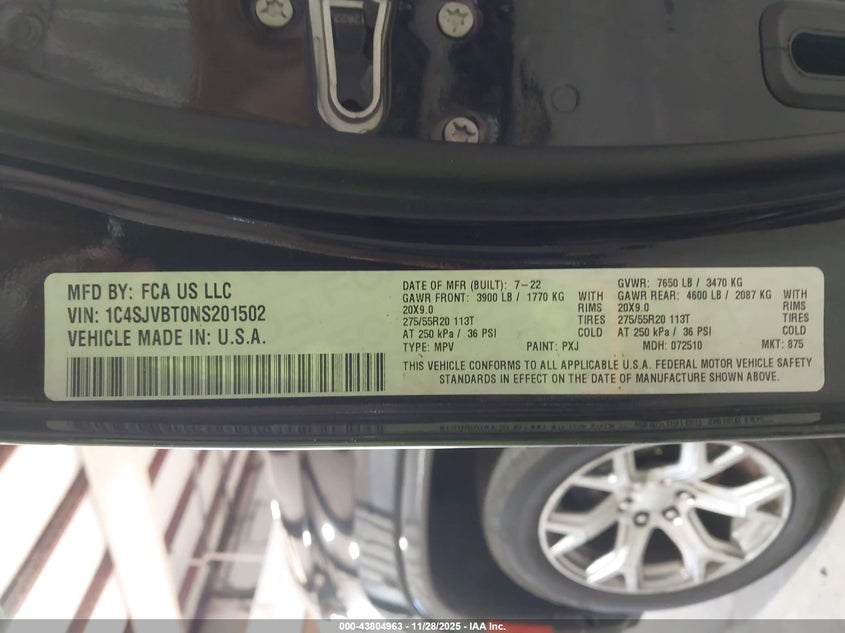 MFD BY: FCA US LLC
VIN: 1C4SJVBT0NS201502
VEHICLE MADE IN: U.S.A.
DATE OF MFR (BUILT): 7-22
GAWR FRONT: 3900 LB / 1770 KG WITH
20X9.0 RIMS
275/55R20 113T TIRES
AT 250 kPa / 36 PSI COLD
TYPE: MPV PAINT: PXJ
GVWR: 7650 LB / 3470 KG
GAWR REAR: 4600 LB / 2087 KG WITH
20X9.0 RIMS
275/55R20 113T TIRES
AT 250 kPa / 36 PSI COLD
MDH: 072510 MKT: 875
THIS VEHICLE CONFORMS TO ALL APPLICABLE U.S.A. FEDERAL MOTOR VEHICLE SAFETY
STANDARDS IN EFFECT ON THE DATE OF MANUFACTURE SHOWN ABOVE.
000-43804963 | 11/28/2025 | IAA Inc.